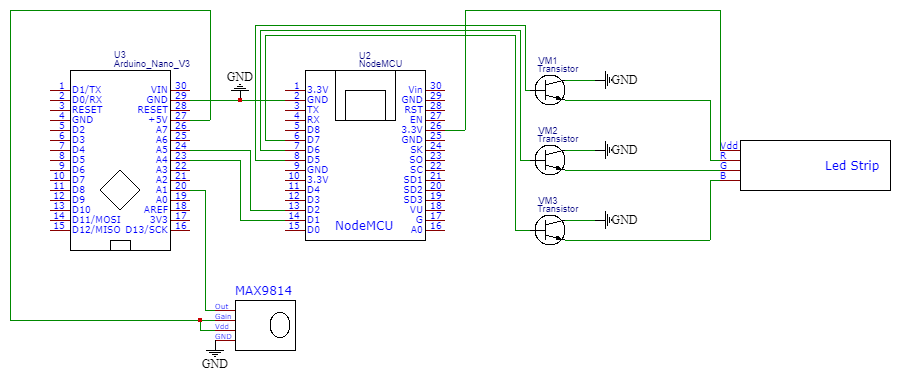 U3
Arduino_Nano_V3
1 D1/TX VIN 30
2 D0/RX GND 29
3 RESET RESET 28
4 GND +5V 27
5 D2 A7 26
6 D3 A6 25
7 D4 A5 24
8 D5 A4 23
9 D6 A3 22
10 D7 A2 21
11 D8 A1 20
12 D9 A0 19
13 D10 AREF 18
14 D11/MOSI 3V3 17
15 D12/MISO D13/SCK 16
GND
U2
NodeMCU
1 3.3V Vin 30
2 GND GND 29
3 TX RST 28
4 RX EN 27
5 D8 3.3V 26
6 D7 GND 25
7 D6 SK 24
8 D5 SO 23
9 GND SC 22
10 3.3V SD1 21
11 D4 SD2 20
12 D3 SD3 19
13 D2 VU 18
14 D1 G 17
15 D0 A0 16
NodeMCU
VM1
Transistor
GND
VM2
Transistor
GND
VM3
Transistor
GND
Vdd
R
G
B
Led Strip
MAX9814
Out
Gain
Vdd
GND
GND